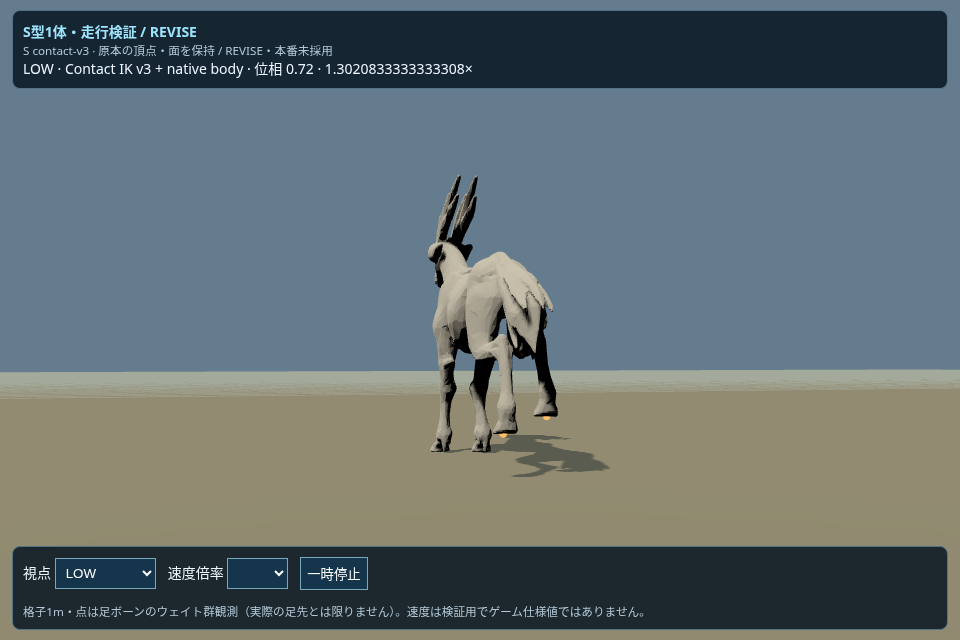 S型1体・走行検証 / REVISE
S contact-v3 · 原本の頂点・面を保持 / REVISE・本番未採用
LOW · Contact IK v3 + native body · 位相 0.72 · 1.3020833333333308×
視点 LOW 速度倍率 一時停止
格子1m・点は足ボーンのウェイト群観測（実際の足先とは限りません）。速度は検証用でゲーム仕様値ではありません。